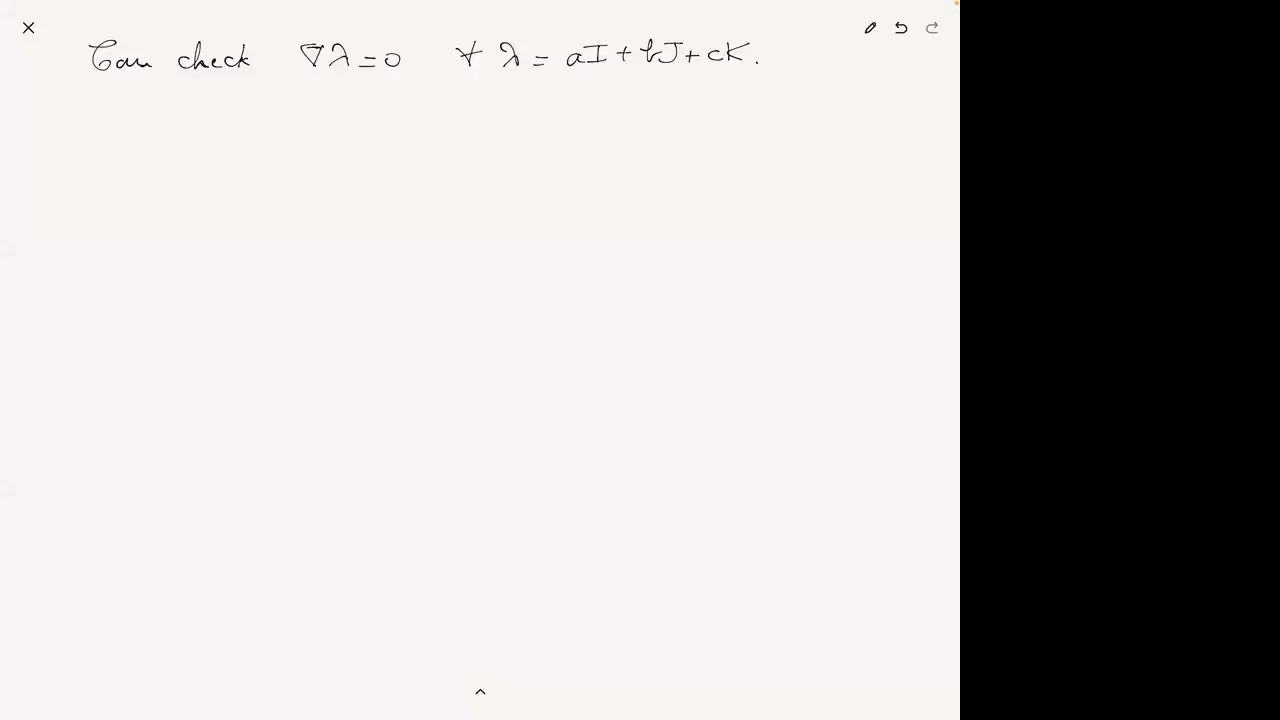 Can check ∇λ = 0 ∀ λ = aI + bJ + cK.